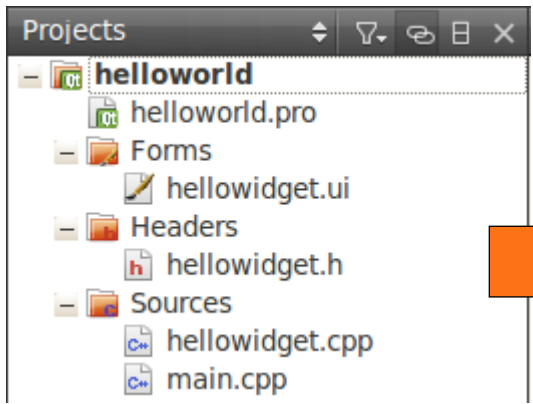 Projects
helloworld
helloworld.pro
Forms
hellowidget.ui
Headers
hellowidget.h
Sources
hellowidget.cpp
main.cpp